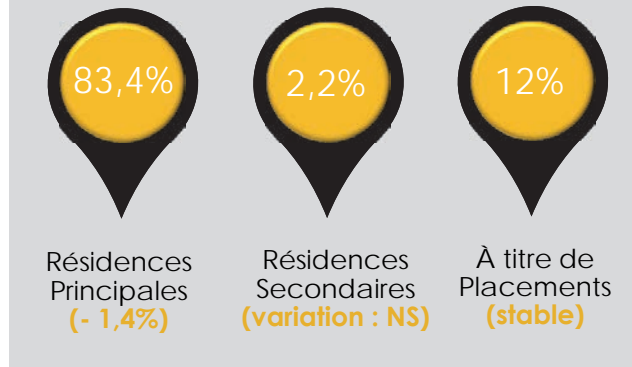 83,4%
2,2%
12%
Résidences
Principales
(- 1,4%)
Résidences
Secondaires
(variation : NS)
À titre de
Placements
(stable)